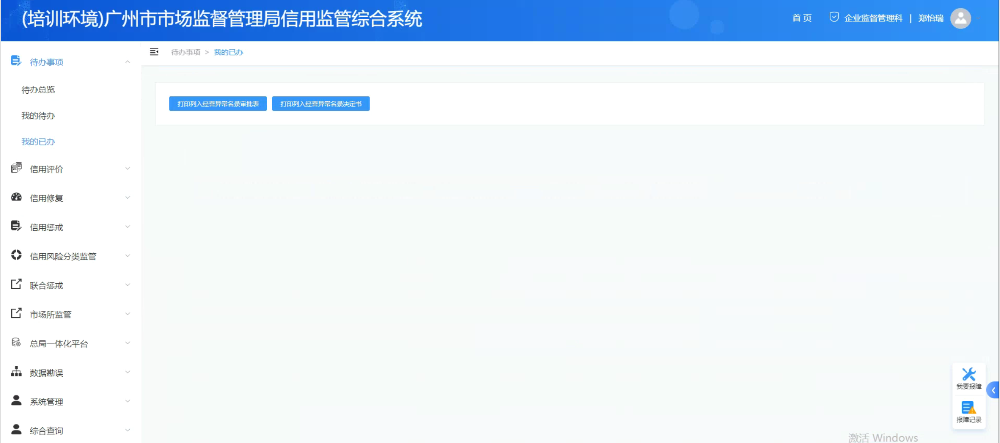 (培训环境)广州市市场监督管理局信用监管综合系统
首页 企业监督管理科 | 郑怡瑞
待办事项 > 我的已办
待办事项
待办总览
我的待办
我的已办
信用评价
信用修复
信用惩戒
信用风险分类监管
联合惩戒
市场所监管
总局一体化平台
数据勘误
系统管理
综合查询
打印列入经营异常名录审批表 打印列入经营异常名录决定书
我要报障
报障记录
激活 Windows